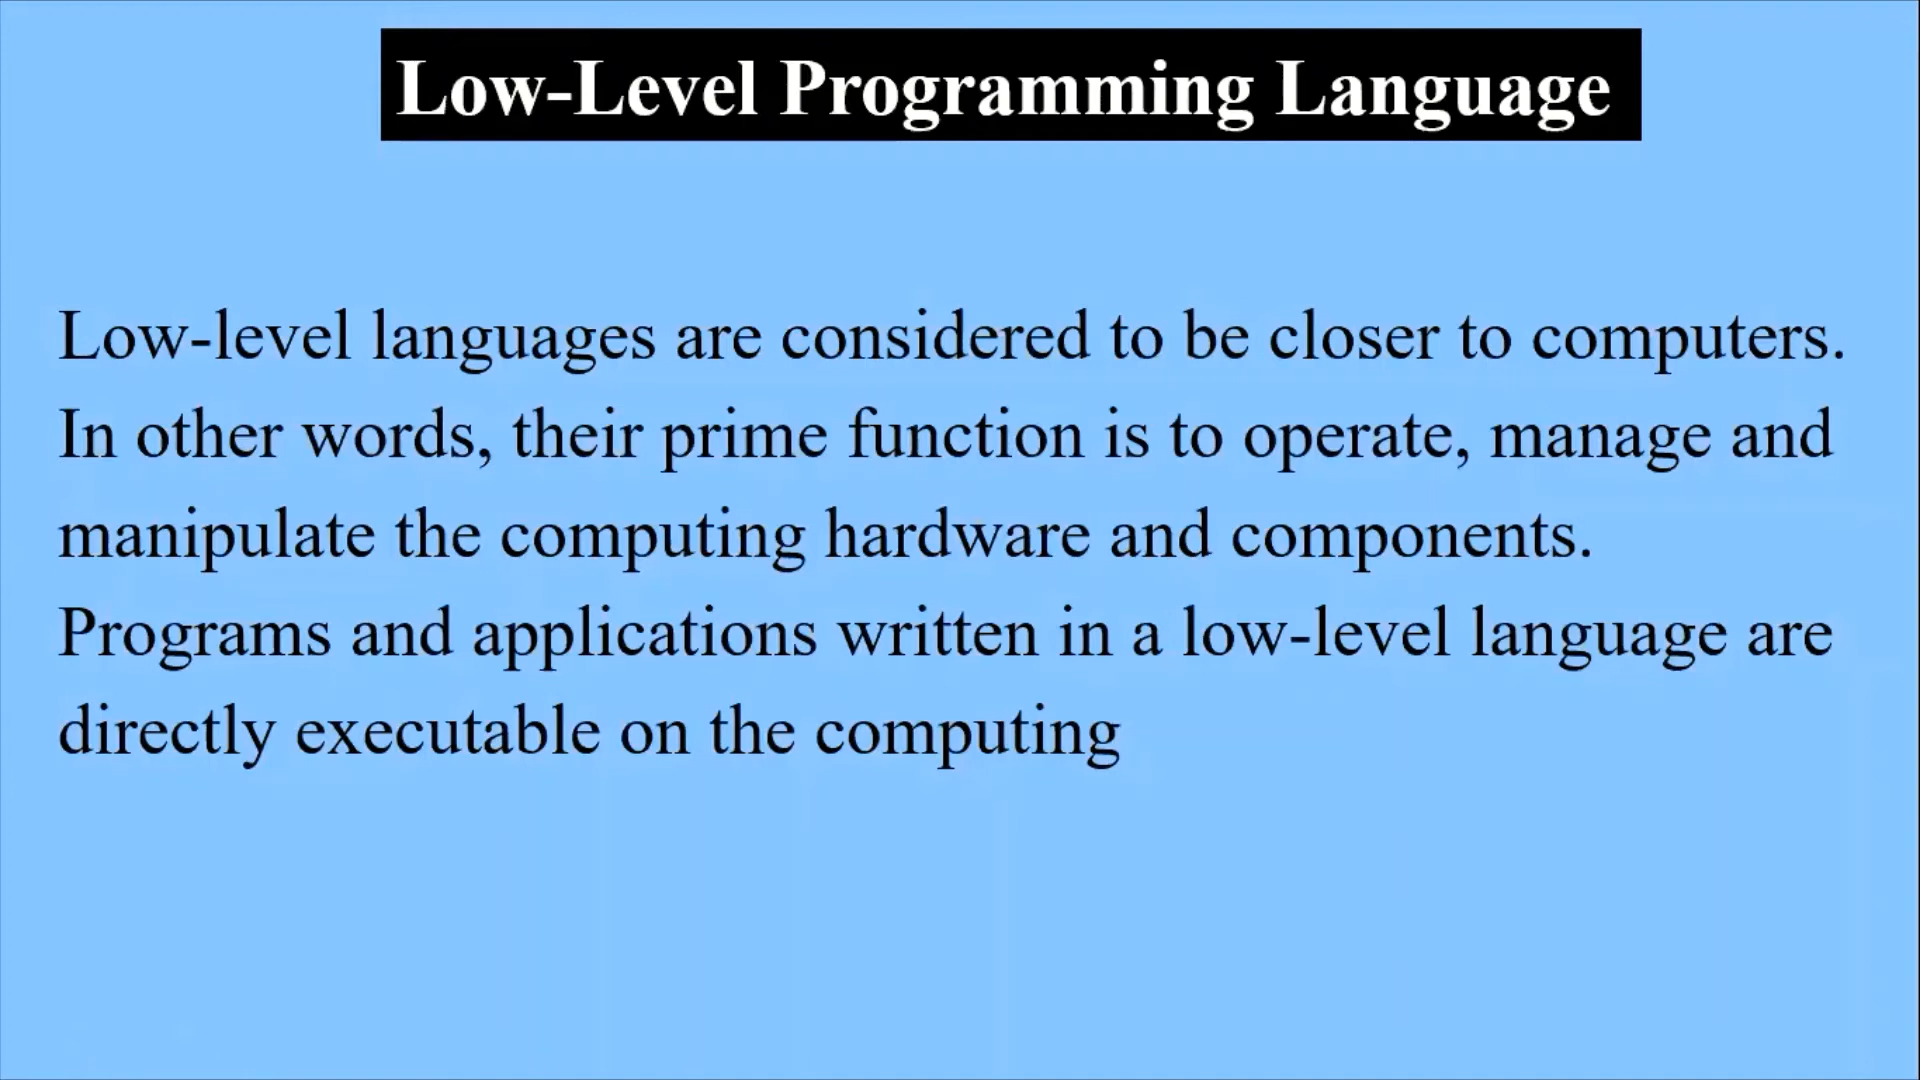 Low-Level Programming Language
Low-level languages are considered to be closer to computers.
In other words, their prime function is to operate, manage and
manipulate the computing hardware and components.
Programs and applications written in a low-level language are
directly executable on the computing